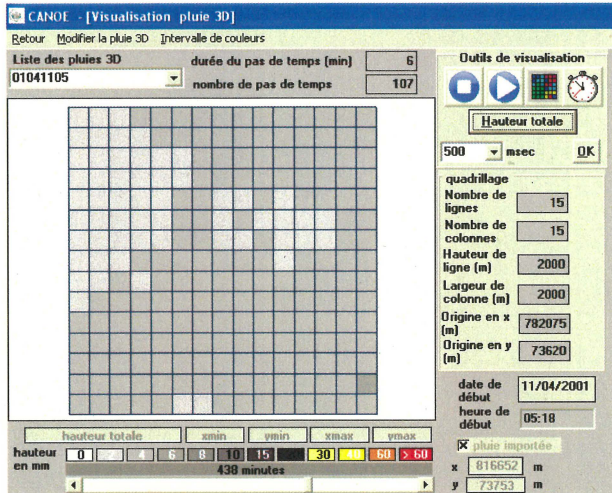 CANOE - [Visualisation pluie 3D]
Retour Modifier la pluie 3D Intervalle de couleurs
Liste des pluies 3D
01041105
durée du pas de temps (min) 6
nombre de pas de temps 107
Outils de visualisation
Hauteur totale
500 msec OK
quadrillage
Nombre de lignes 15
Nombre de colonnes 15
Hauteur de ligne (m) 2000
Largeur de colonne (m) 2000
Origine en x (m) 782075
Origine en y (m) 73620
date de début 11/04/2001
heure de début 05:18
pluie importée
x 816652 m
y 73753 m
hauteur totale xmin ymin xmax ymax
hauteur en mm 0 2 4 6 8 10 15 30 40 60 > 60
438 minutes